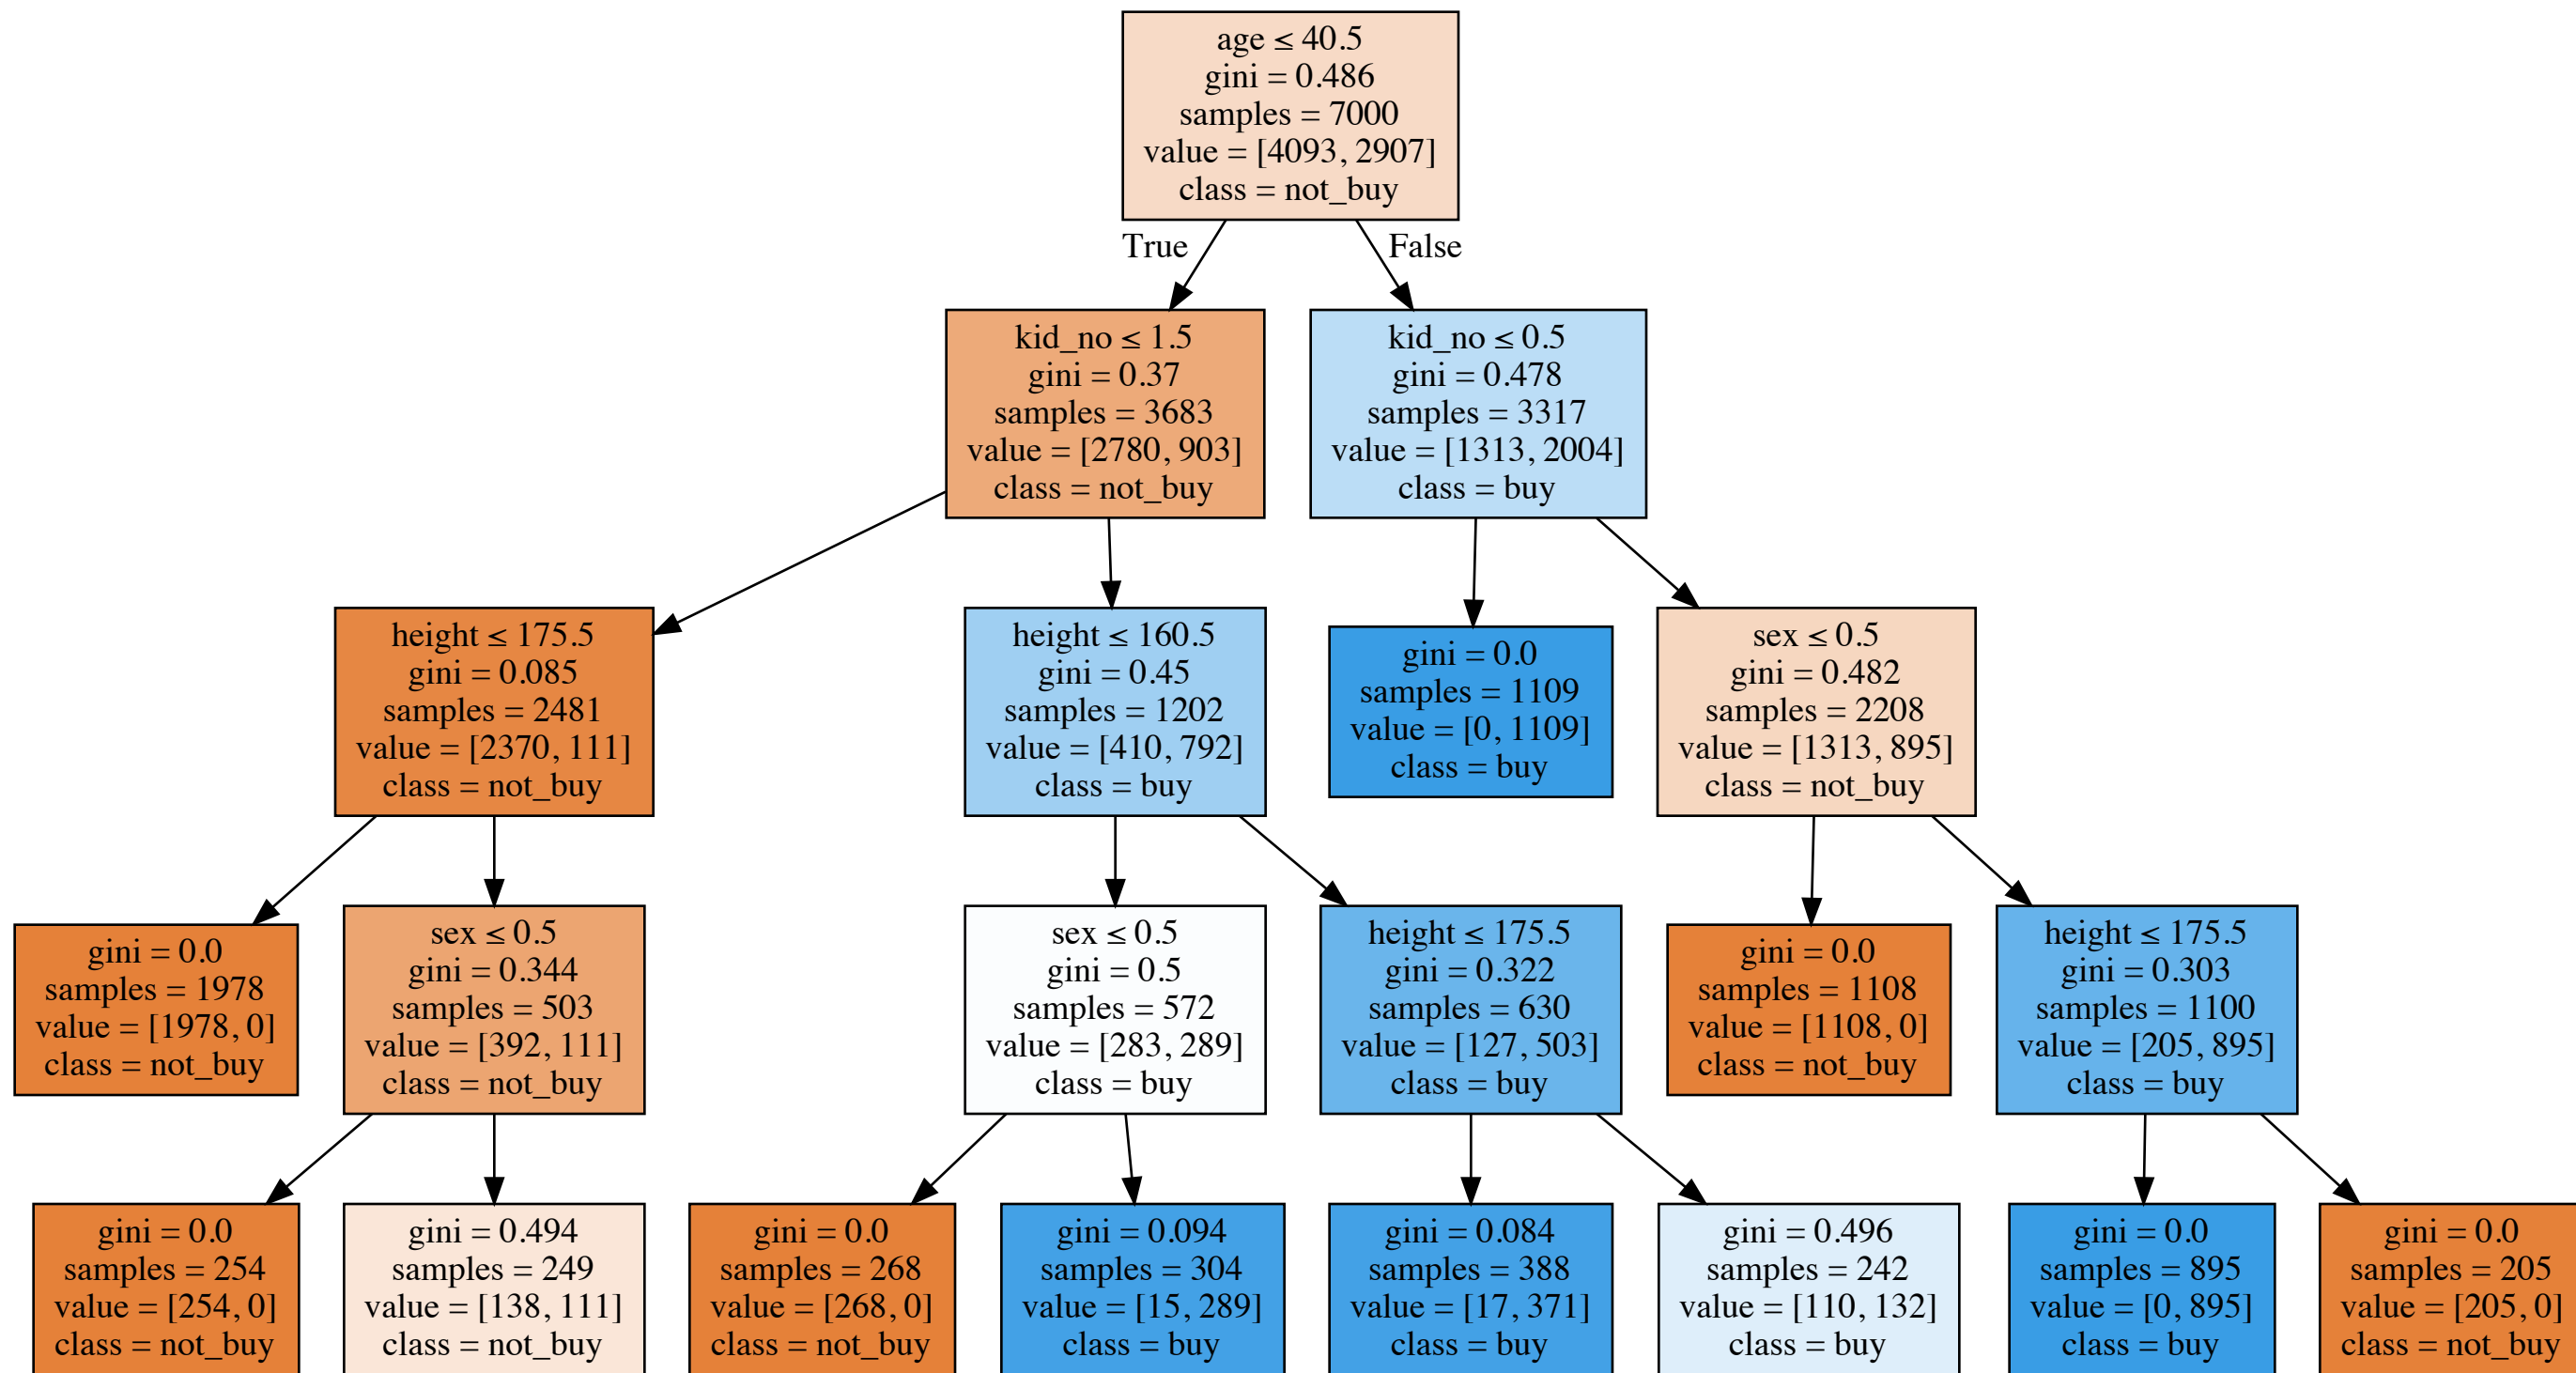 age ≤ 40.5
gini = 0.486
samples = 7000
value = [4093, 2907]
class = not_buy
True
False
kid_no ≤ 1.5
gini = 0.37
samples = 3683
value = [2780, 903]
class = not_buy
kid_no ≤ 0.5
gini = 0.478
samples = 3317
value = [1313, 2004]
class = buy
height ≤ 175.5
gini = 0.085
samples = 2481
value = [2370, 111]
class = not_buy
height ≤ 160.5
gini = 0.45
samples = 1202
value = [410, 792]
class = buy
gini = 0.0
samples = 1109
value = [0, 1109]
class = buy
sex ≤ 0.5
gini = 0.482
samples = 2208
value = [1313, 895]
class = not_buy
gini = 0.0
samples = 1978
value = [1978, 0]
class = not_buy
sex ≤ 0.5
gini = 0.344
samples = 503
value = [392, 111]
class = not_buy
sex ≤ 0.5
gini = 0.5
samples = 572
value = [283, 289]
class = buy
height ≤ 175.5
gini = 0.322
samples = 630
value = [127, 503]
class = buy
gini = 0.0
samples = 1108
value = [1108, 0]
class = not_buy
height ≤ 175.5
gini = 0.303
samples = 1100
value = [205, 895]
class = buy
gini = 0.0
samples = 254
value = [254, 0]
class = not_buy
gini = 0.494
samples = 249
value = [138, 111]
class = not_buy
gini = 0.0
samples = 268
value = [268, 0]
class = not_buy
gini = 0.094
samples = 304
value = [15, 289]
class = buy
gini = 0.084
samples = 388
value = [17, 371]
class = buy
gini = 0.496
samples = 242
value = [110, 132]
class = buy
gini = 0.0
samples = 895
value = [0, 895]
class = buy
gini = 0.0
samples = 205
value = [205, 0]
class = not_buy